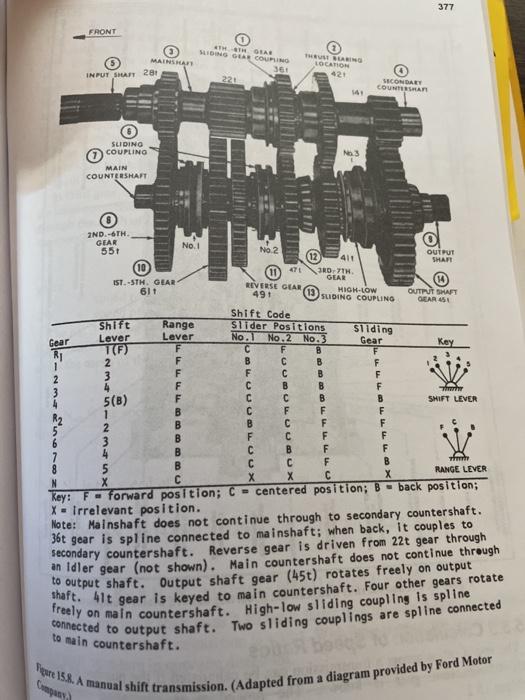 377
FRONT
① 4TH.-8TH. GEAR
SLIDING GEAR COUPLING
36t
② THRUST BEARING
LOCATION
42t
③
MAINSHAFT
22t
④
SECONDARY
COUNTERSHAFT
14t
⑤
INPUT SHAFT 28t
⑥
SLIDING
⑦ COUPLING
MAIN
COUNTERSHAFT
No.3
⑧
2ND.-6TH.
GEAR
55t
No.1
No.2
⑨
OUTPUT
SHAFT
⑩
1ST.-5TH. GEAR
61t
⑪
REVERSE GEAR
49t
47t
⑫
3RD-7TH.
GEAR
41t
⑬ HIGH-LOW
SLIDING COUPLING
⑭
OUTPUT SHAFT
GEAR 45t
Shift Code
Shift Range Slider Positions Sliding
Gear Lever Lever No.1 No.2 No.3 Gear Key
R1 1(F) F C F B F
1 2 F B C B F
2 3 F F C B F
3 4 F C B B F
4 5(B) F C C B B
R2 1 B C F F F
5 2 B B C F F
6 3 B F C F F
7 4 B C B F F
8 5 B C C F B
N X C X X C X
1 2 3 4 5
SHIFT LEVER
F C B
RANGE LEVER
Key: F = forward position; C = centered position; B = back position;
X = irrelevant position.
Note: Mainshaft does not continue through to secondary countershaft.
36t gear is spline connected to mainshaft; when back, it couples to
secondary countershaft. Reverse gear is driven from 22t gear through
an idler gear (not shown). Main countershaft does not continue through
to output shaft. Output shaft gear (45t) rotates freely on output
shaft. 41t gear is keyed to main countershaft. Four other gears rotate
freely on main countershaft. High-low sliding coupling is spline
connected to output shaft. Two sliding couplings are spline connected
to main countershaft.
Figure 15.8. A manual shift transmission. (Adapted from a diagram provided by Ford Motor
Company.)